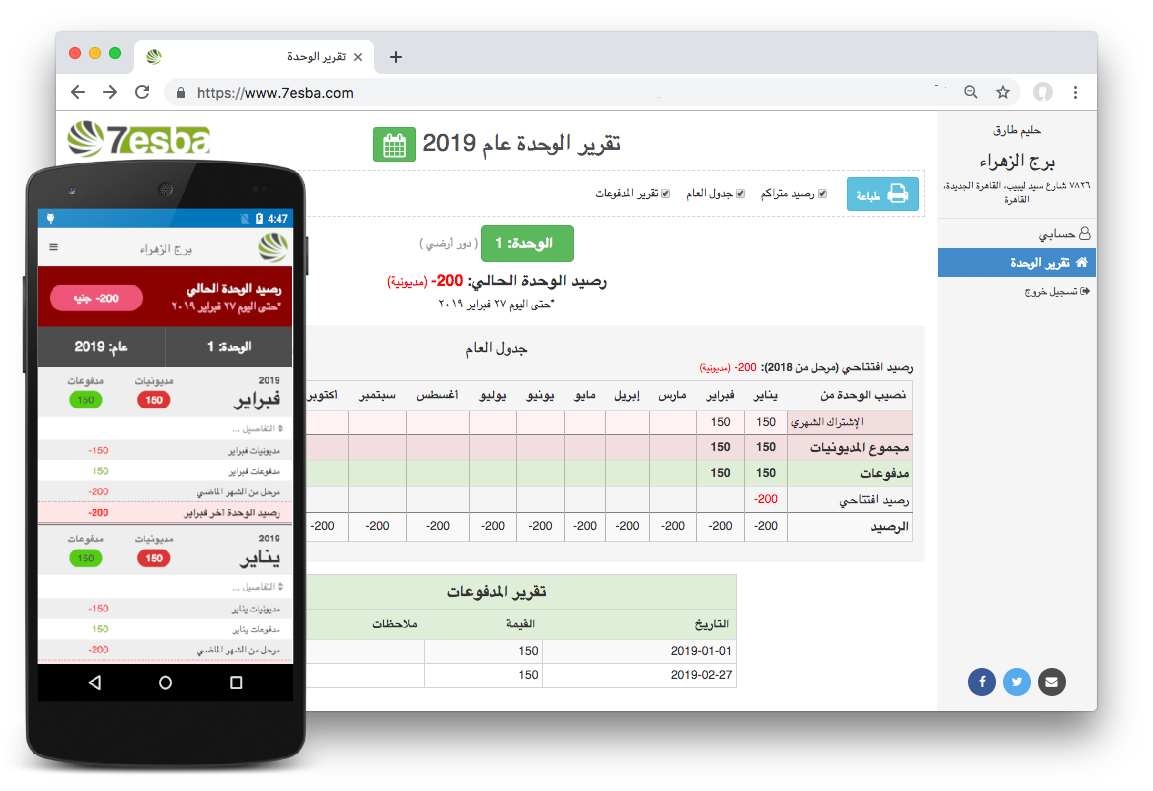 تقرير الوحدة
https://www.7esba.com
7esba
تقرير الوحدة عام 2019
طباعة
رصيد متراكم
جدول العام
تقرير المدفوعات
الوحدة: 1 ( دور أرضي )
رصيد الوحدة الحالي: 200- (مديونية)
*حتى اليوم ٢٧ فبراير ٢٠١٩
جدول العام
رصيد افتتاحي (مرحل من 2018): 200- (مديونية)
نصيب الوحدة من يناير فبراير مارس إبريل مايو يونيو يوليو أغسطس سبتمبر اكتوبر
الإشتراك الشهري 150 150
مجموع المديونيات 150 150
مدفوعات 150 150
رصيد افتتاحي -200
الرصيد -200 -200 -200 -200 -200 -200 -200 -200 -200 -200
تقرير المدفوعات
التاريخ القيمة ملاحظات
2019-01-01 150
2019-02-27 150
حليم طارق
برج الزهراء
٧٨٢٦ شارع سيد لبيب، القاهرة الجديدة،
القاهرة
حسابي
تقرير الوحدة
تسجيل خروج
4:47
برج الزهراء
رصيد الوحدة الحالي
*حتى اليوم ٢٧ فبراير ٢٠١٩
200- جنيه
الوحدة: 1 عام: 2019
2019 مديونيات مدفوعات
فبراير 150 150
التفاصيل ...
مديونيات فبراير -150
مدفوعات فبراير 150
مرحل من الشهر الماضي -200
رصيد الوحدة اخر فبراير -200
2019 مديونيات مدفوعات
يناير 150 150
التفاصيل ...
مديونيات يناير -150
مدفوعات يناير 150
مرحل من الشهر الماضي -200